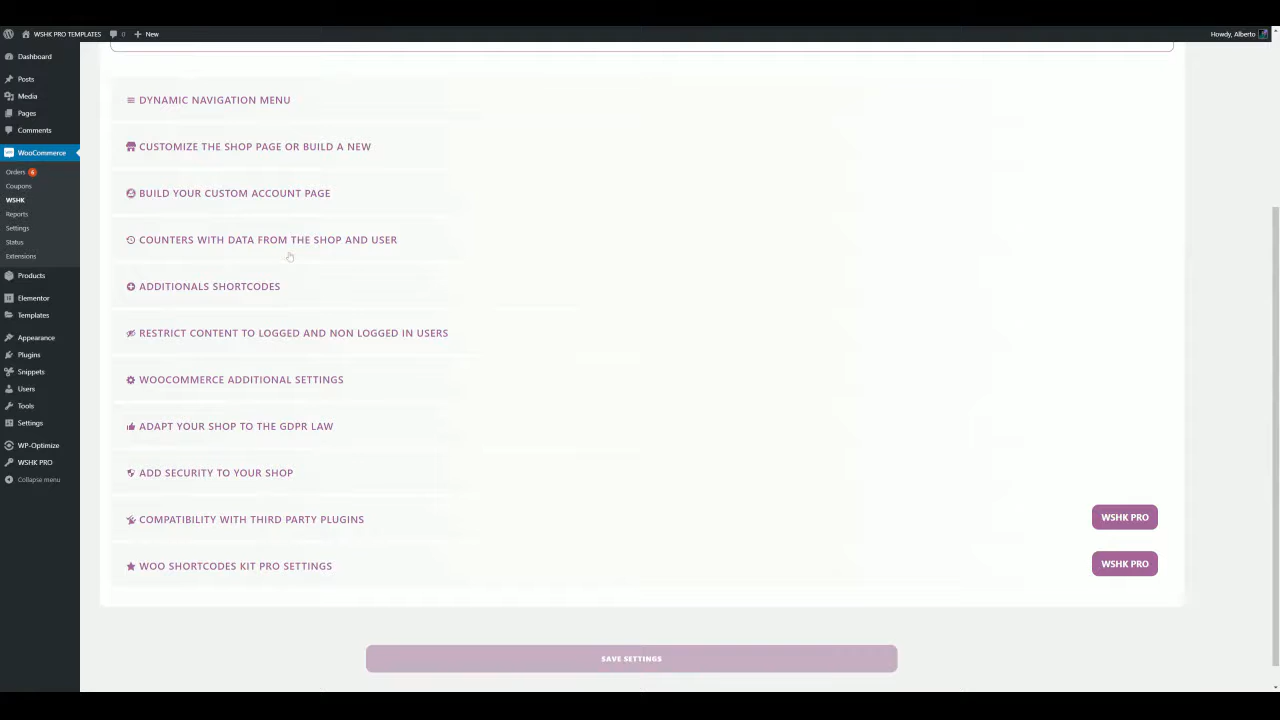 WSHK PRO TEMPLATES 0 New Howdy, Alberto
Dashboard
Posts
Media
Pages
Comments
WooCommerce
Orders 6
Coupons
WSHK
Reports
Settings
Status
Extensions
Products
Elementor
Templates
Appearance
Plugins
Snippets
Users
Tools
Settings
WP-Optimize
WSHK PRO
Collapse menu
DYNAMIC NAVIGATION MENU
CUSTOMIZE THE SHOP PAGE OR BUILD A NEW
BUILD YOUR CUSTOM ACCOUNT PAGE
COUNTERS WITH DATA FROM THE SHOP AND USER
ADDITIONALS SHORTCODES
RESTRICT CONTENT TO LOGGED AND NON LOGGED IN USERS
WOOCOMMERCE ADDITIONAL SETTINGS
ADAPT YOUR SHOP TO THE GDPR LAW
ADD SECURITY TO YOUR SHOP
COMPATIBILITY WITH THIRD PARTY PLUGINS WSHK PRO
WOO SHORTCODES KIT PRO SETTINGS WSHK PRO
SAVE SETTINGS